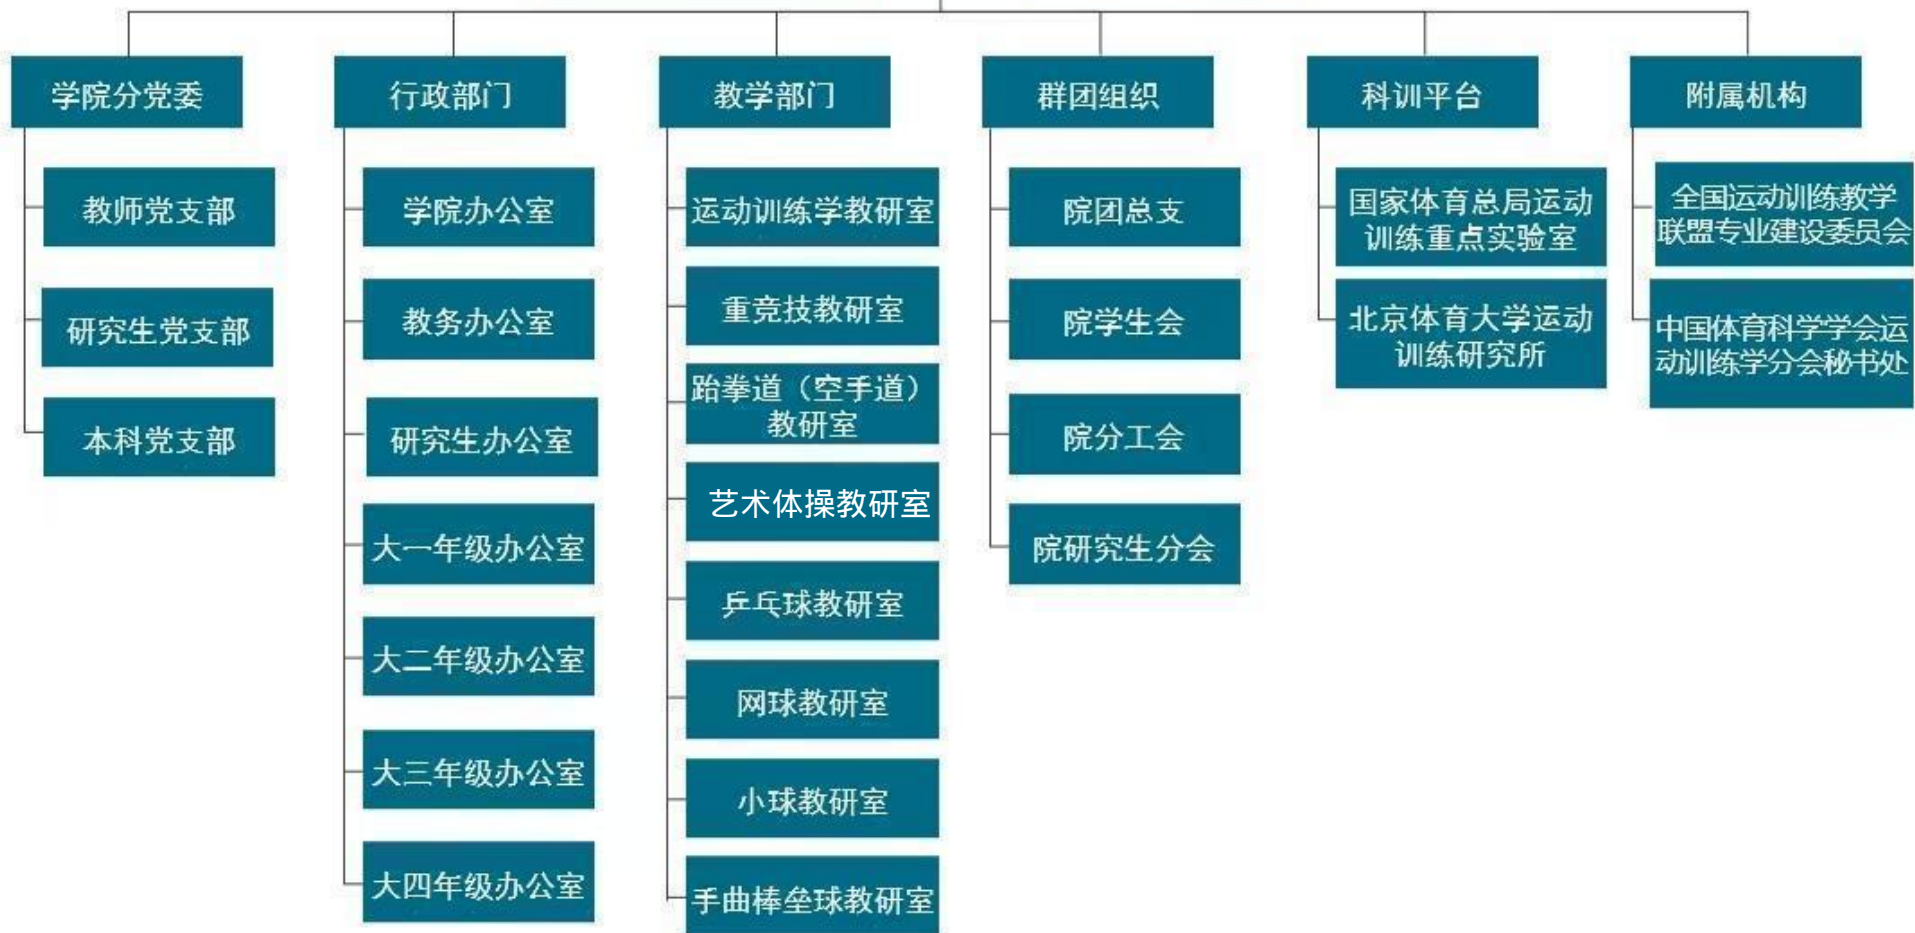 学院分党委
教师党支部
研究生党支部
本科党支部
行政部门
学院办公室
教务办公室
研究生办公室
大一年级办公室
大二年级办公室
大三年级办公室
大四年级办公室
教学部门
运动训练学教研室
重竞技教研室
跆拳道（空手道）
教研室
艺术体操教研室
乒乓球教研室
网球教研室
小球教研室
手曲棒垒球教研室
群团组织
院团总支
院学生会
院分工会
院研究生分会
科训平台
国家体育总局运动
训练重点实验室
北京体育大学运动
训练研究所
附属机构
全国运动训练教学
联盟专业建设委员会
中国体育科学学会运
动训练学分会秘书处